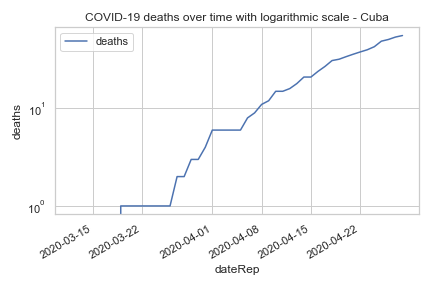 COVID-19 deaths over time with logarithmic scale - Cuba
deaths
deaths
10¹
10⁰
2020-03-15
2020-03-22
2020-04-01
2020-04-08
2020-04-15
2020-04-22
dateRep